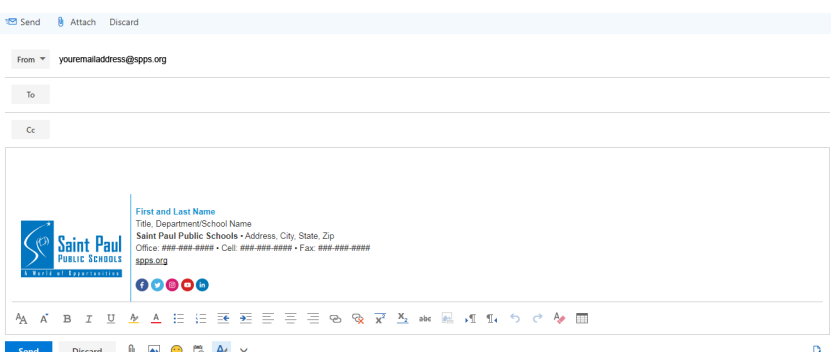 Send Attach Discard
From youremailaddress@spps.org
To
Cc
First and Last Name
Title, Department/School Name
Saint Paul Public Schools • Address, City, State, Zip
Office: ###-###-#### • Cell: ###-###-#### • Fax: ###-###-####
spps.org
Saint Paul
Public Schools
A World of Opportunities
B I U abc
Send Discard